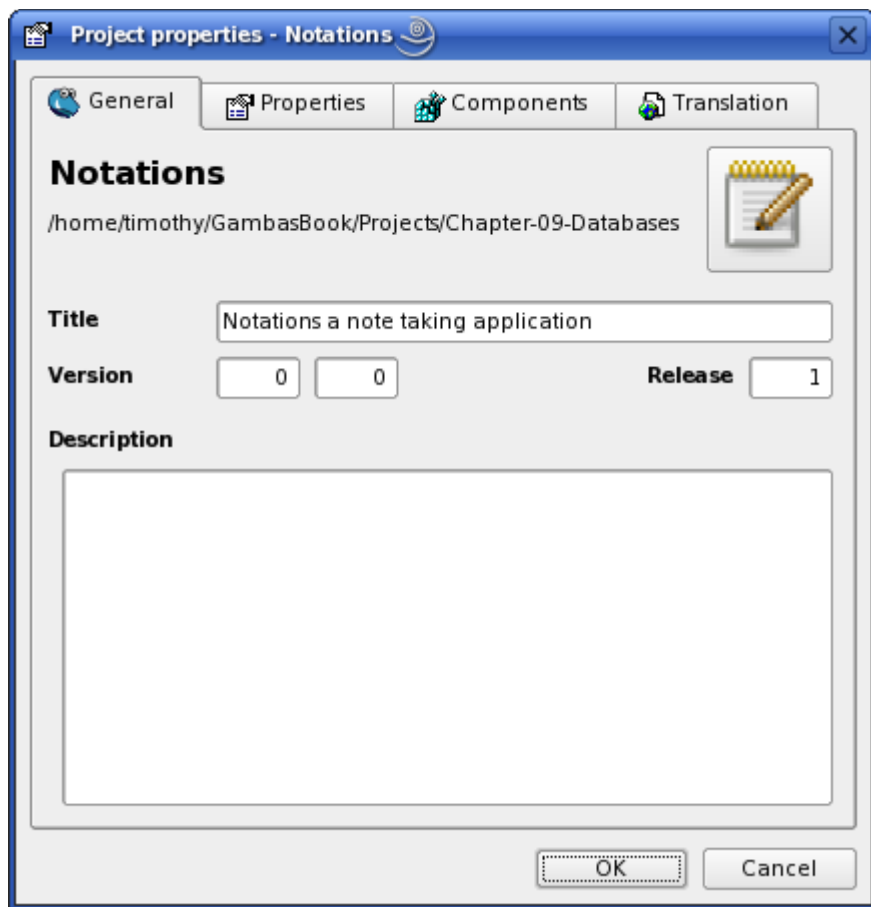 Project properties - Notations
General Properties Components Translation
Notations
/home/timothy/GambasBook/Projects/Chapter-09-Databases
Title Notations a note taking application
Version 0 0 Release 1
Description
OK Cancel